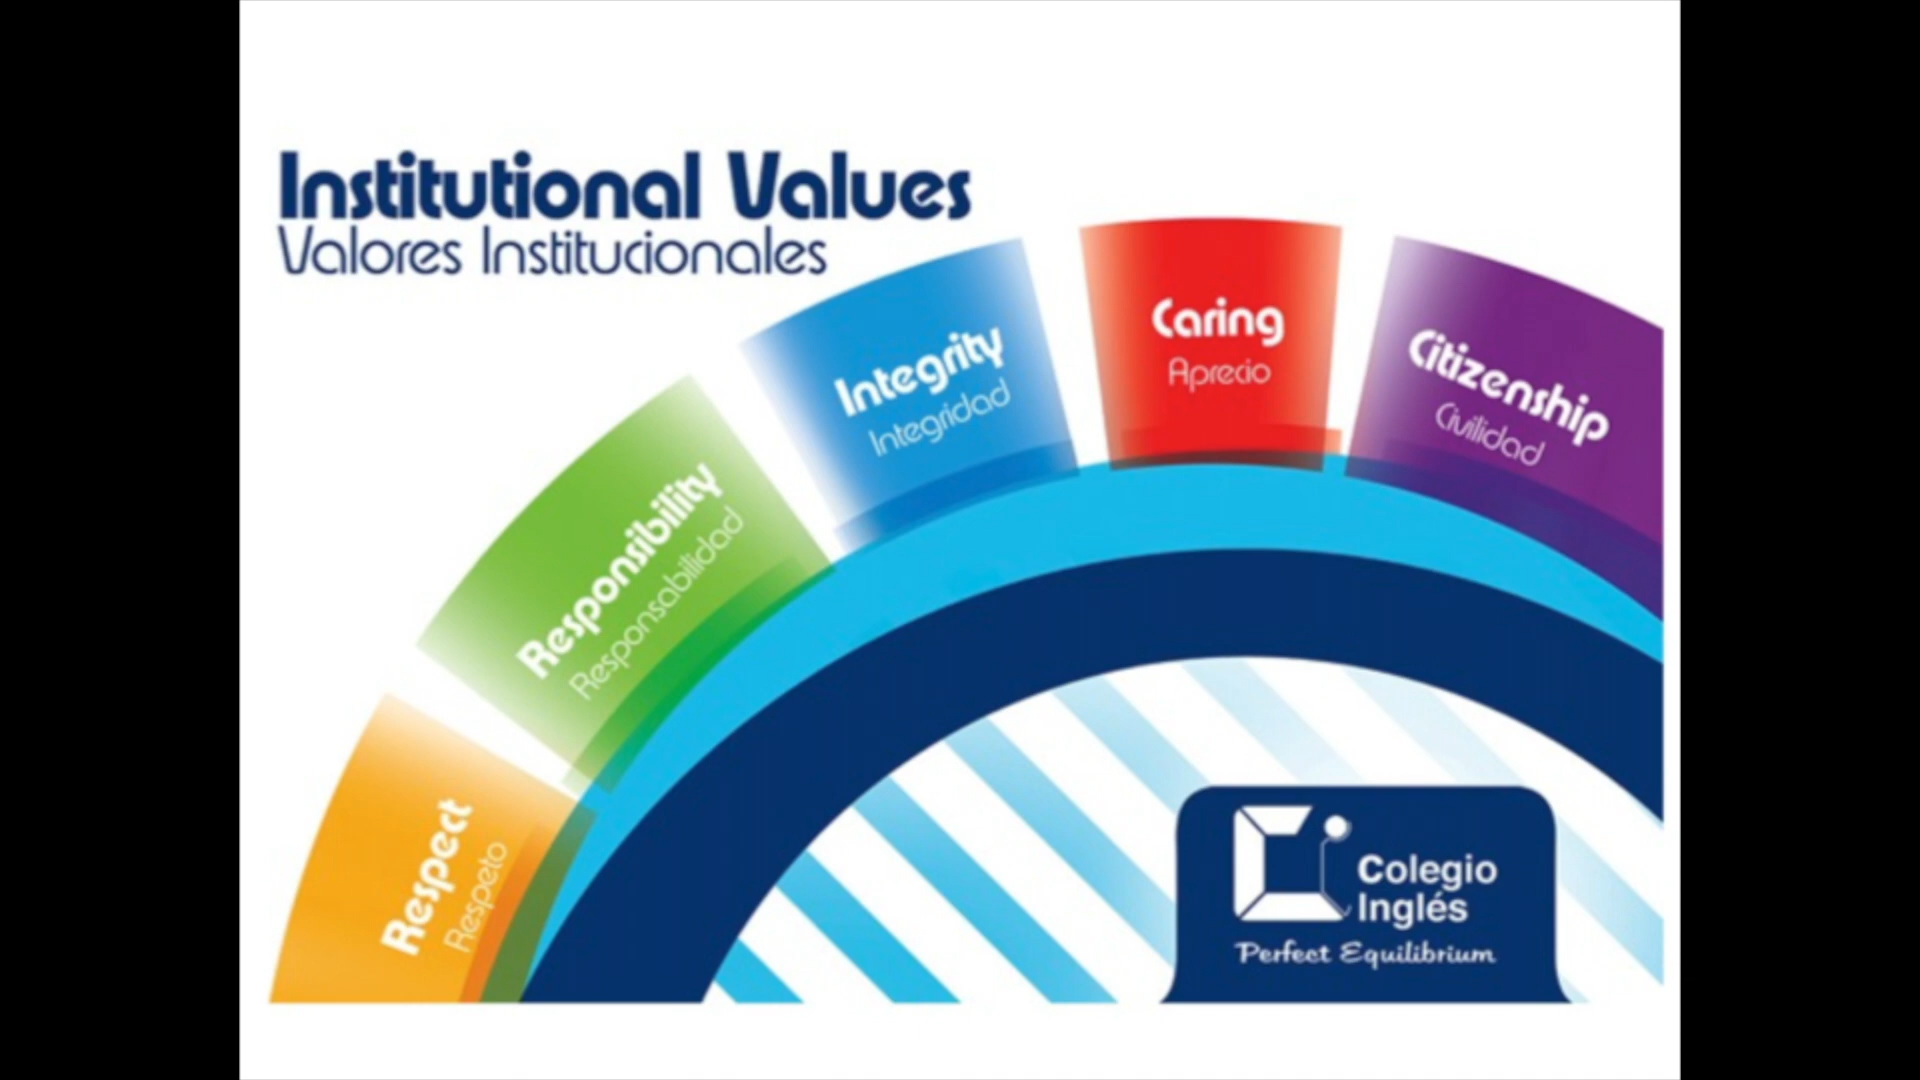 Institutional Values
Valores Institucionales
Respect
Respeto
Responsibility
Responsabilidad
Integrity
Integridad
Caring
Aprecio
Citizenship
Civilidad
Colegio
Inglés
Perfect Equilibrium